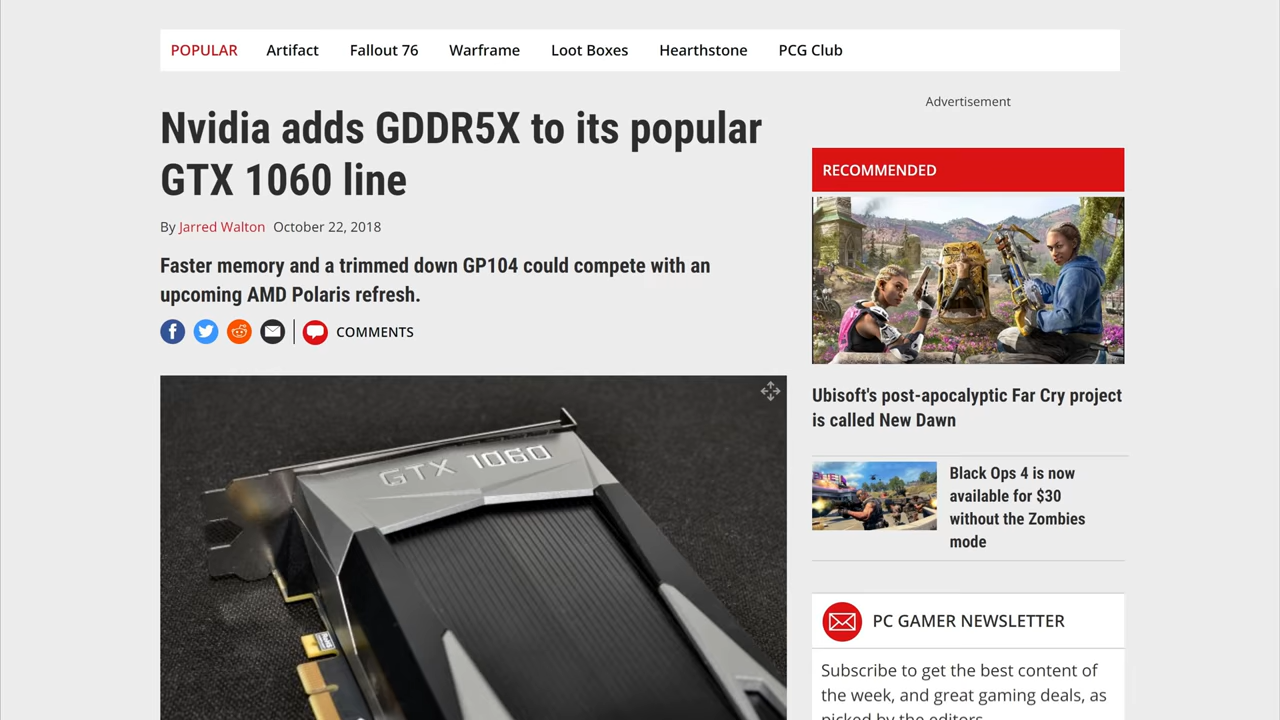 POPULAR Artifact Fallout 76 Warframe Loot Boxes Hearthstone PCG Club
Nvidia adds GDDR5X to its popular
GTX 1060 line
By Jarred Walton October 22, 2018
Faster memory and a trimmed down GP104 could compete with an
upcoming AMD Polaris refresh.
COMMENTS
GTX 1060
Advertisement
RECOMMENDED
Ubisoft's post-apocalyptic Far Cry project
is called New Dawn
Black Ops 4 is now
available for $30
without the Zombies
mode
PC GAMER NEWSLETTER
Subscribe to get the best content of
the week, and great gaming deals, as
picked by the editors.